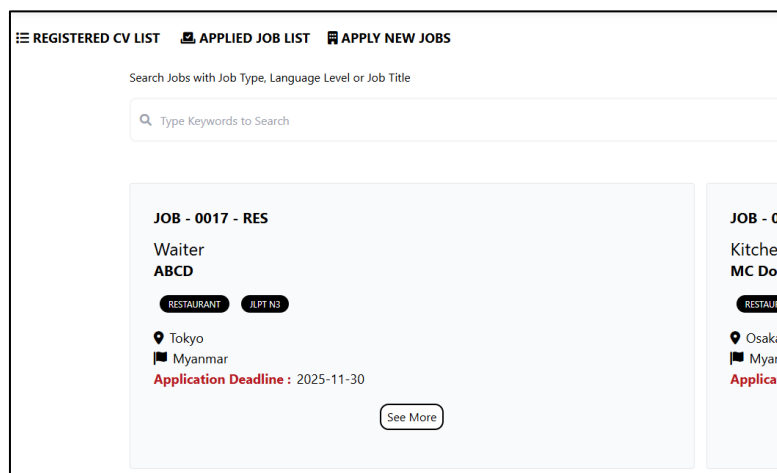 REGISTERED CV LIST APPLIED JOB LIST APPLY NEW JOBS
Search Jobs with Job Type, Language Level or Job Title
Type Keywords to Search
JOB - 0017 - RES
Waiter
ABCD
RESTAURANT JLPT N3
Tokyo
Myanmar
Application Deadline : 2025-11-30
See More
JOB - 
MC